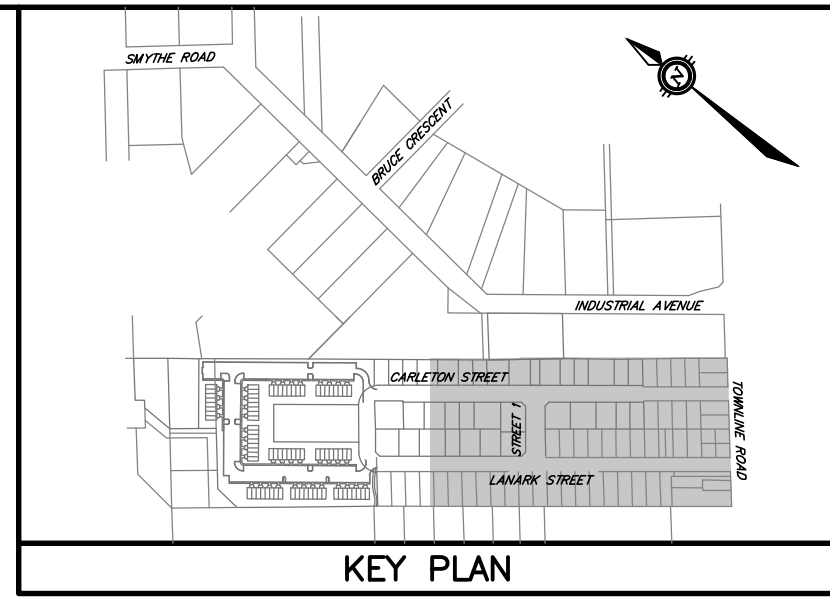 SMYTHE ROAD
BRUCE CRESCENT
N
INDUSTRIAL AVENUE
CARLETON STREET
STREET 1
TOWNLINE ROAD
LANARK STREET
KEY PLAN